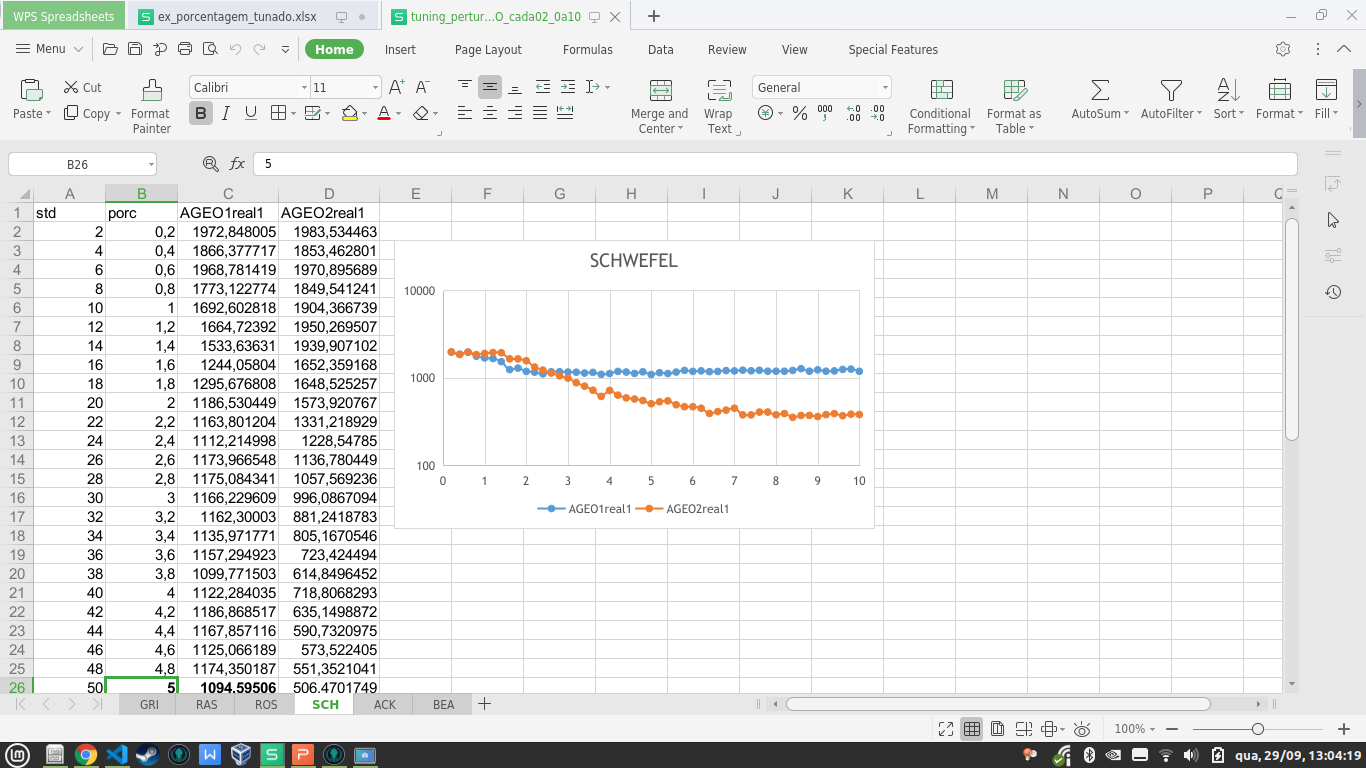 WPS Spreadsheets ex_porcentagem_tunado.xlsx tuning_pertur...O_cada02_0a10
Menu Home Insert Page Layout Formulas Data Review View Special Features
Cut Calibri 11 General
Paste Copy Format Painter B I U Merge and Center Wrap Text % 000 Conditional Formatting Format as Table AutoSum AutoFilter Sort Format Fill
B26 fx 5
A B C D E F G H I J K L M N O P Q
1 std porc AGEO1real1 AGEO2real1
2 2 0,2 1972,848005 1983,534463
3 4 0,4 1866,377717 1853,462801
4 6 0,6 1968,781419 1970,895689
5 8 0,8 1773,122774 1849,541241
6 10 1 1692,602818 1904,366739
7 12 1,2 1664,72392 1950,269507
8 14 1,4 1533,63631 1939,907102
9 16 1,6 1244,05804 1652,359168
10 18 1,8 1295,676808 1648,525257
11 20 2 1186,530449 1573,920767
12 22 2,2 1163,801204 1331,218929
13 24 2,4 1112,214998 1228,54785
14 26 2,6 1173,966548 1136,780449
15 28 2,8 1175,084341 1057,569236
16 30 3 1166,229609 996,0867094
17 32 3,2 1162,30003 881,2418783
18 34 3,4 1135,971771 805,1670546
19 36 3,6 1157,294923 723,424494
20 38 3,8 1099,771503 614,8496452
21 40 4 1122,284035 718,8068293
22 42 4,2 1186,868517 635,1498872
23 44 4,4 1167,857116 590,7320975
24 46 4,6 1125,066189 573,522405
25 48 4,8 1174,350187 551,3521041
26 50 5 1094,59506 506,4701749
SCHWEFEL
10000
1000
100
0 1 2 3 4 5 6 7 8 9 10
AGEO1real1 AGEO2real1
GRI RAS ROS SCH ACK BEA
100%
qua, 29/09, 13:04:19